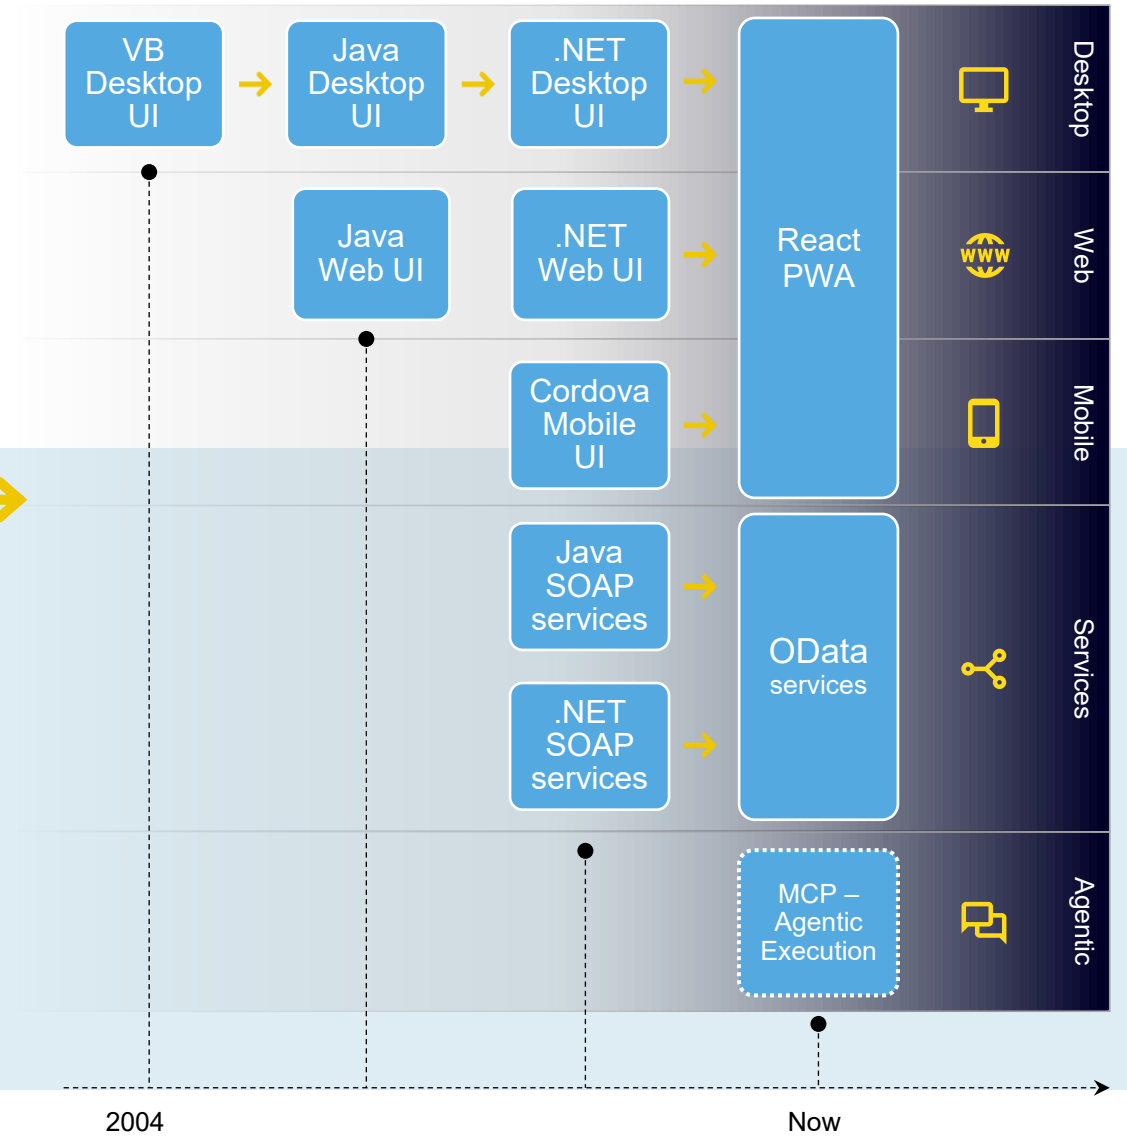 VB
Desktop
UI
Java
Desktop
UI
.NET
Desktop
UI
Desktop
Java
Web UI
.NET
Web UI
React
PWA
WWW
Web
Cordova
Mobile
UI
Mobile
Java
SOAP
services
OData
services
Services
.NET
SOAP
services
MCP –
Agentic
Execution
Agentic
2004
Now